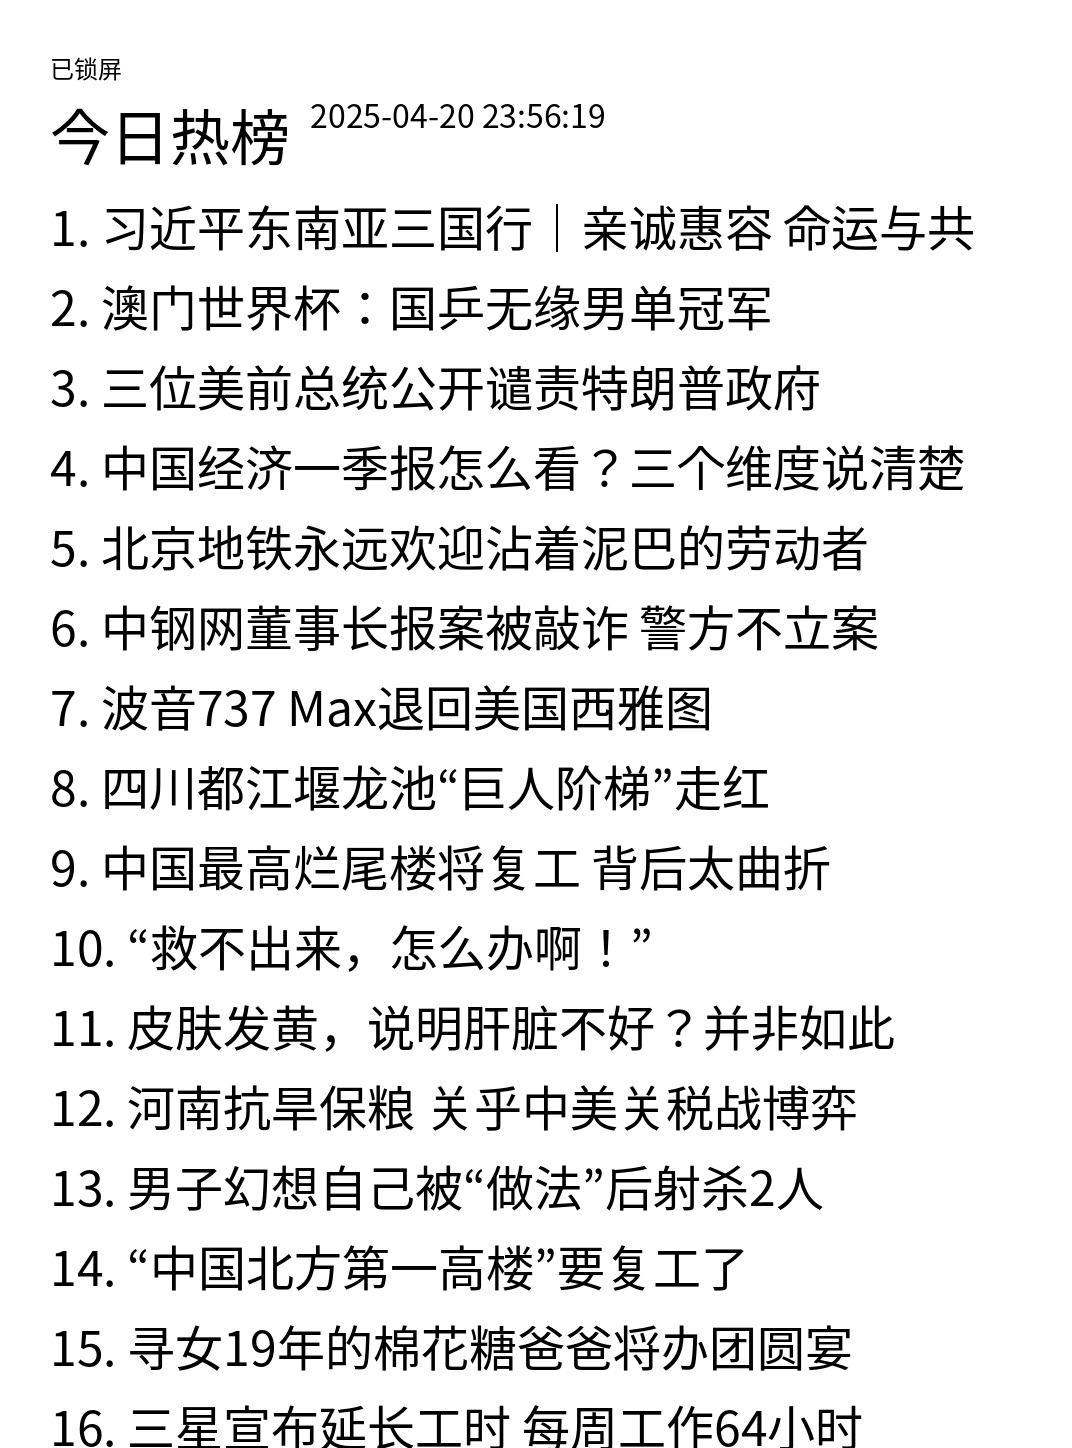 已锁屏
今日热榜 2025-04-20 23:56:19
1. 习近平东南亚三国行｜亲诚惠容 命运与共
2. 澳门世界杯：国乒无缘男单冠军
3. 三位美前总统公开谴责特朗普政府
4. 中国经济一季报怎么看？三个维度说清楚
5. 北京地铁永远欢迎沾着泥巴的劳动者
6. 中钢网董事长报案被敲诈 警方不立案
7. 波音737 Max退回美国西雅图
8. 四川都江堰龙池“巨人阶梯”走红
9. 中国最高烂尾楼将复工 背后太曲折
10. “救不出来，怎么办啊！”
11. 皮肤发黄，说明肝脏不好？并非如此
12. 河南抗旱保粮 关乎中美关税战博弈
13. 男子幻想自己被“做法”后射杀2人
14. “中国北方第一高楼”要复工了
15. 寻女19年的棉花糖爸爸将办团圆宴
16. 三星宣布延长工时 每周工作64小时